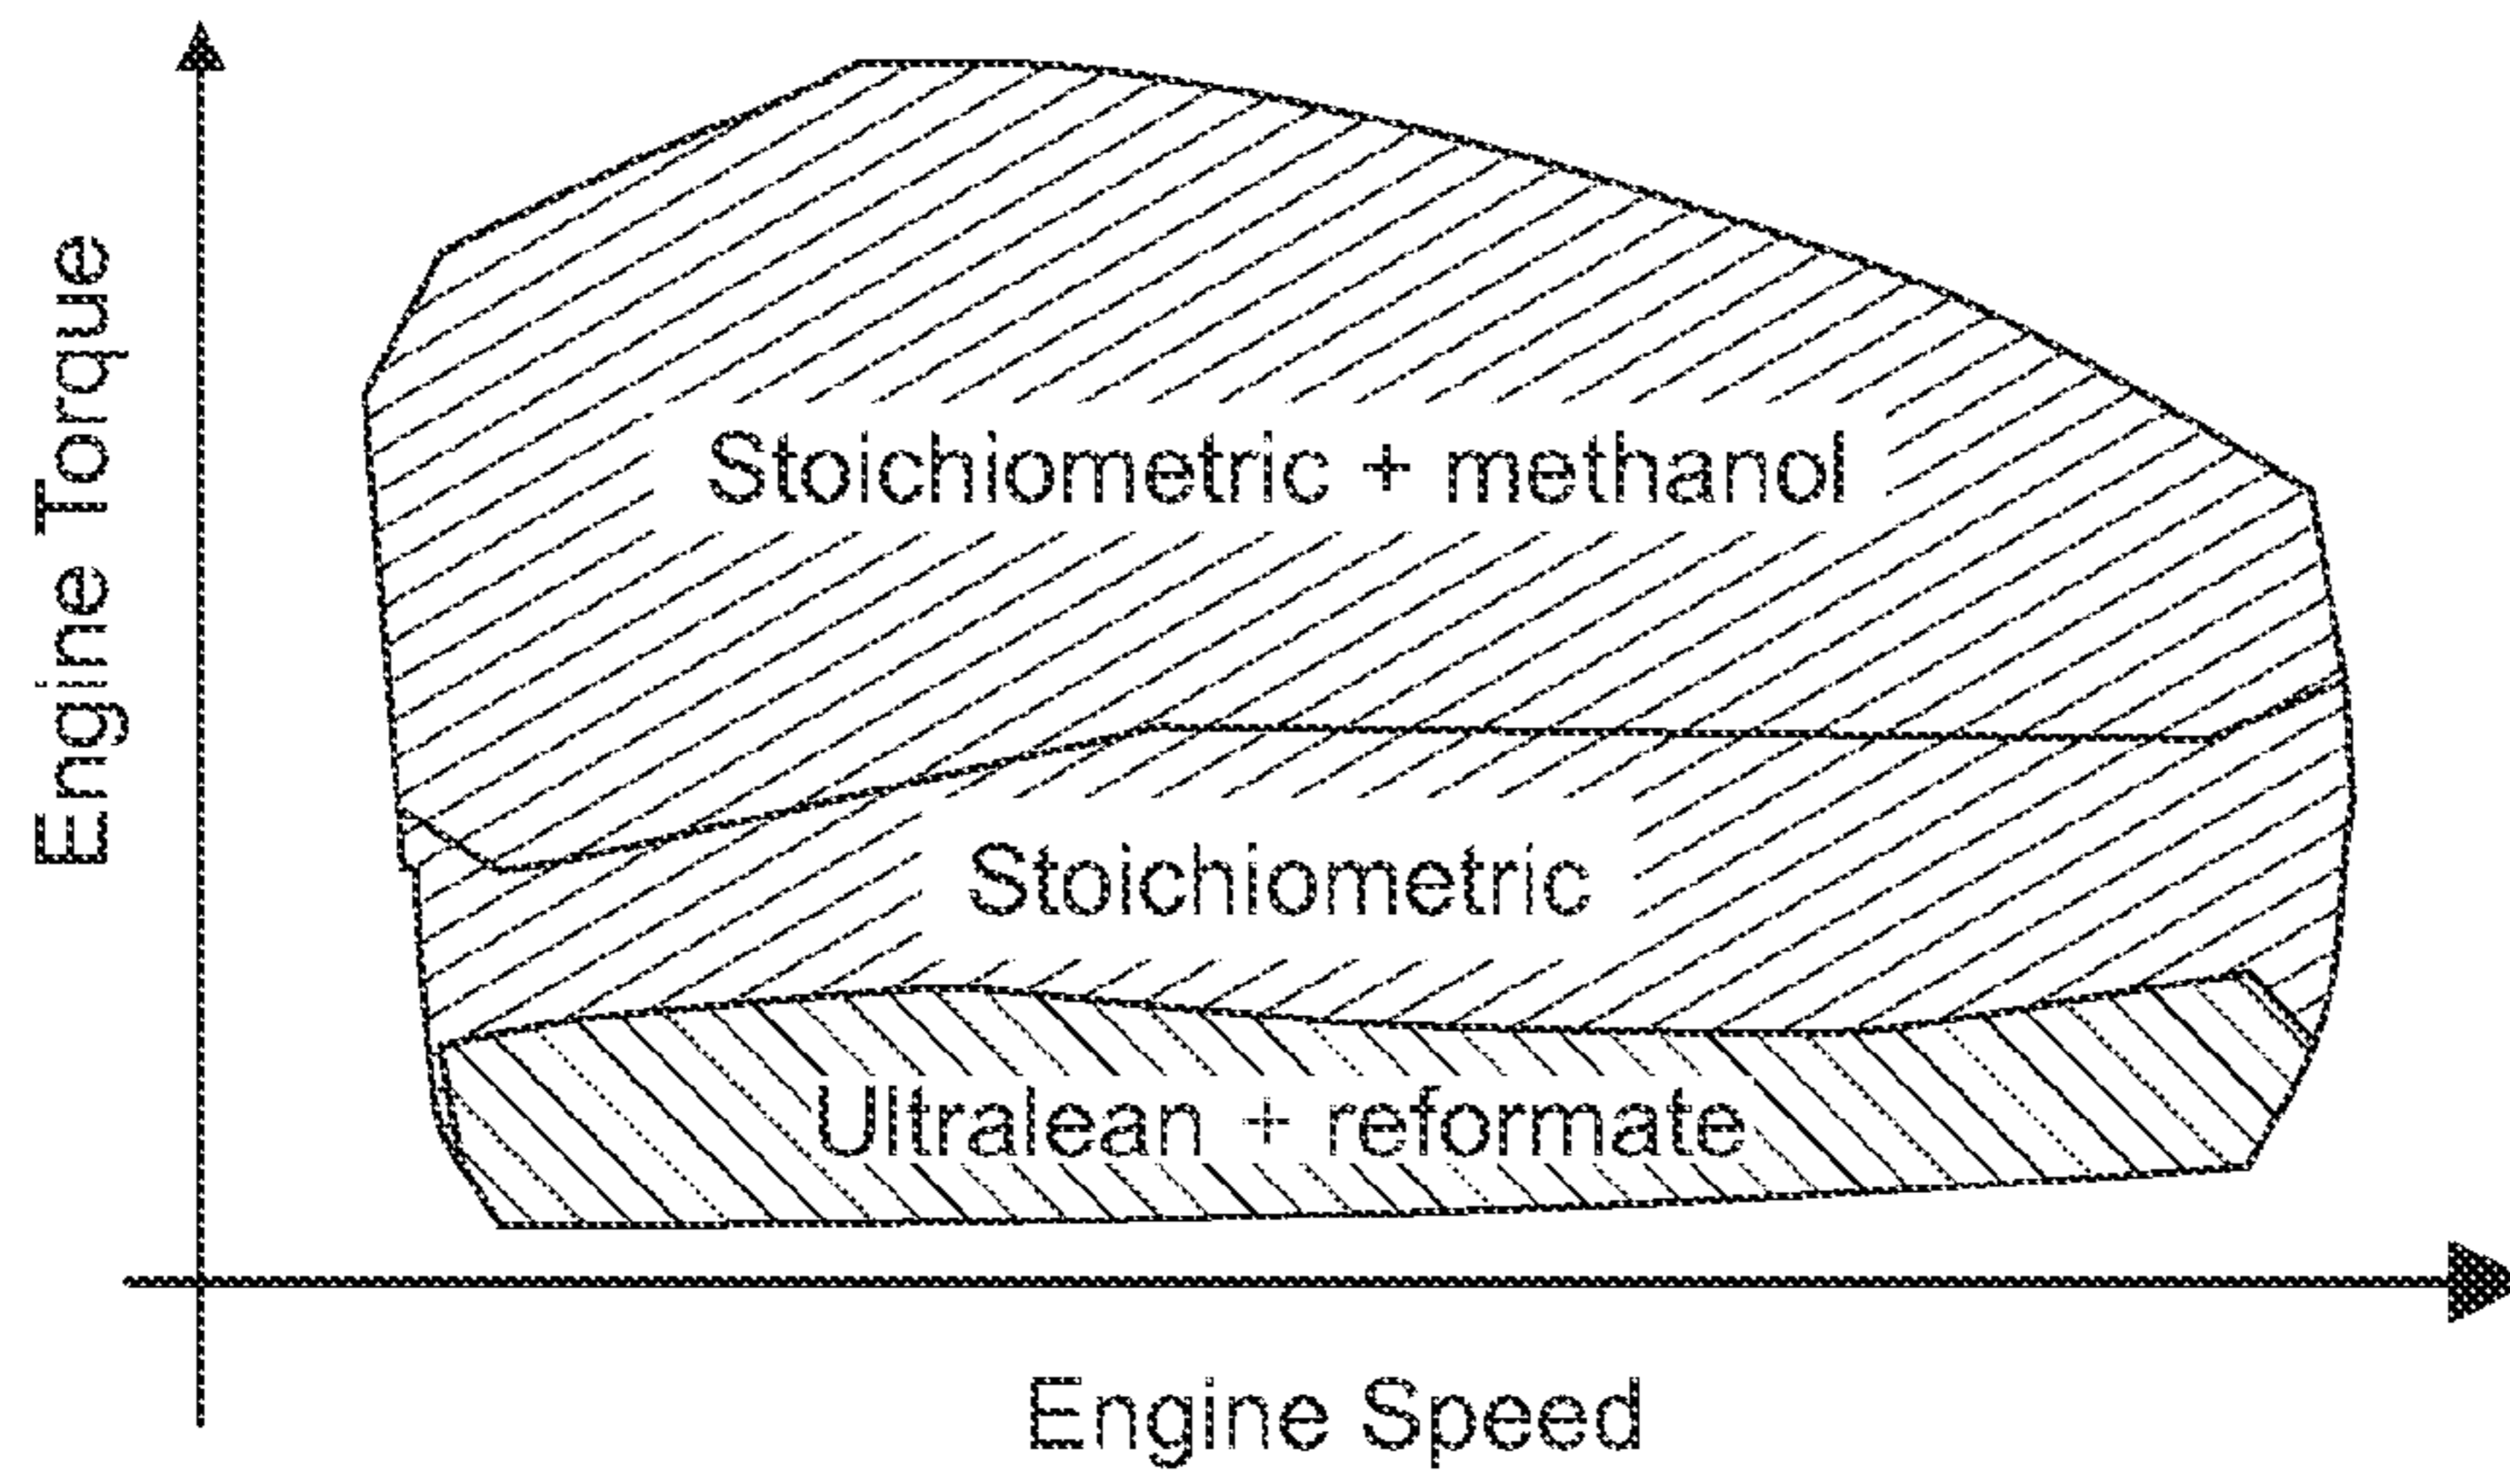 Engine Torque
Stoichiometric + methanol
Stoichiometric
Ultralean + reformate
Engine Speed